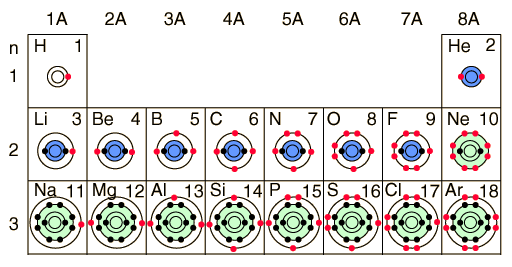 1A 2A 3A 4A 5A 6A 7A 8A
n
H 1 He 2
1
Li 3 Be 4 B 5 C 6 N 7 O 8 F 9 Ne 10
2
Na 11 Mg 12 Al 13 Si 14 P 15 S 16 Cl 17 Ar 18
3